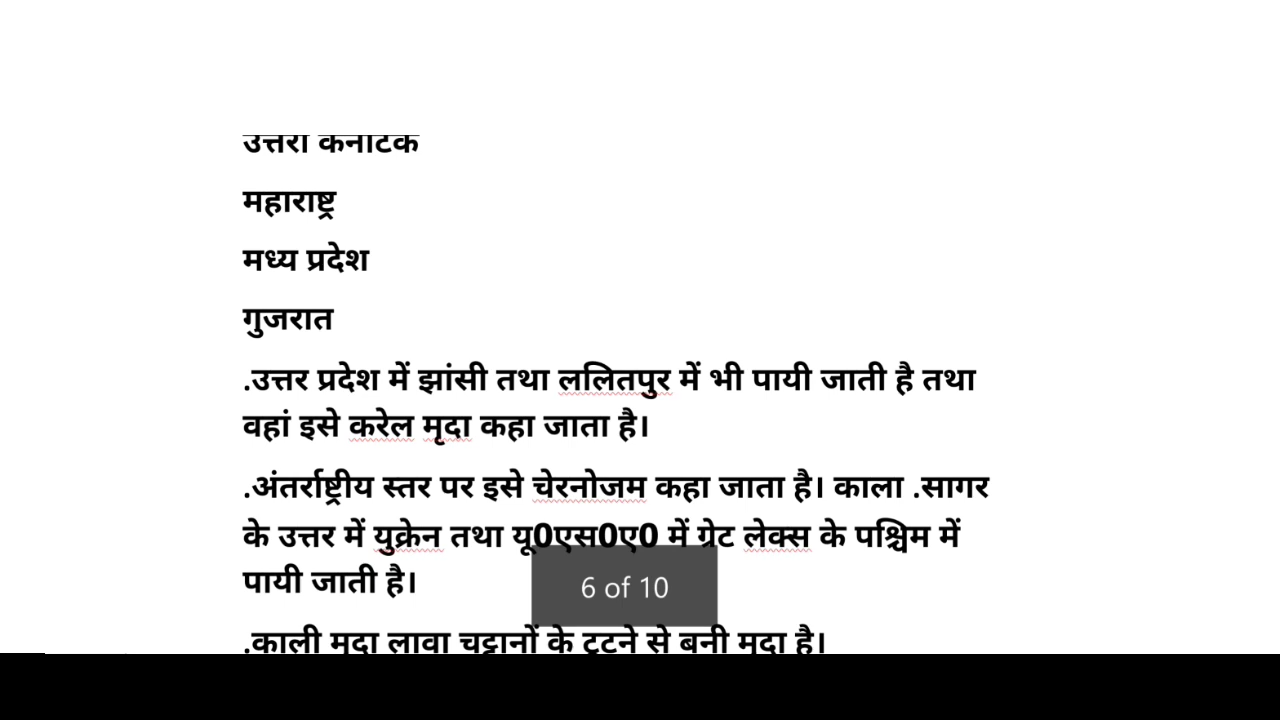 उत्तरी कर्नाटक
महाराष्ट्र
मध्य प्रदेश
गुजरात
.उत्तर प्रदेश में झांसी तथा ललितपुर में भी पायी जाती है तथा
वहां इसे करेल मृदा कहा जाता है।
.अंतर्राष्ट्रीय स्तर पर इसे चेरनोजम कहा जाता है। काला .सागर
के उत्तर में युक्रेन तथा यू0एस0ए0 में ग्रेट लेक्स के पश्चिम में
पायी जाती है।
6 of 10
.काली मृदा लावा चट्टानों के टूटने से बनी मृदा है।